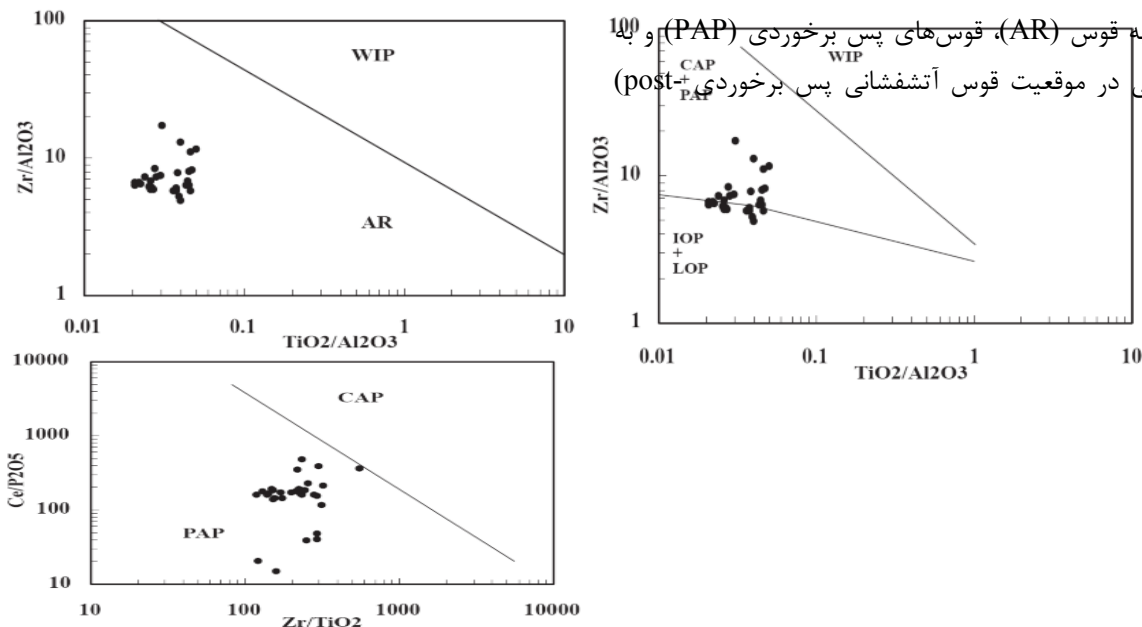 100
WIP
10
Zr/Al2O3
AR
1
0.01
0.1
1
10
TiO2/Al2O3
قوس (AR)، قوس‌های پس برخوردی (PAP) و به
در موقعیت قوس آتشفشانی پس برخوردی (post-
100
CAP
+
PAP
WIP
10
Zr/Al2O3
IOP
+
LOP
1
0.01
0.1
1
10
TiO2/Al2O3
10000
CAP
1000
Ce/P2O5
100
PAP
10
10
100
1000
10000
Zr/TiO2